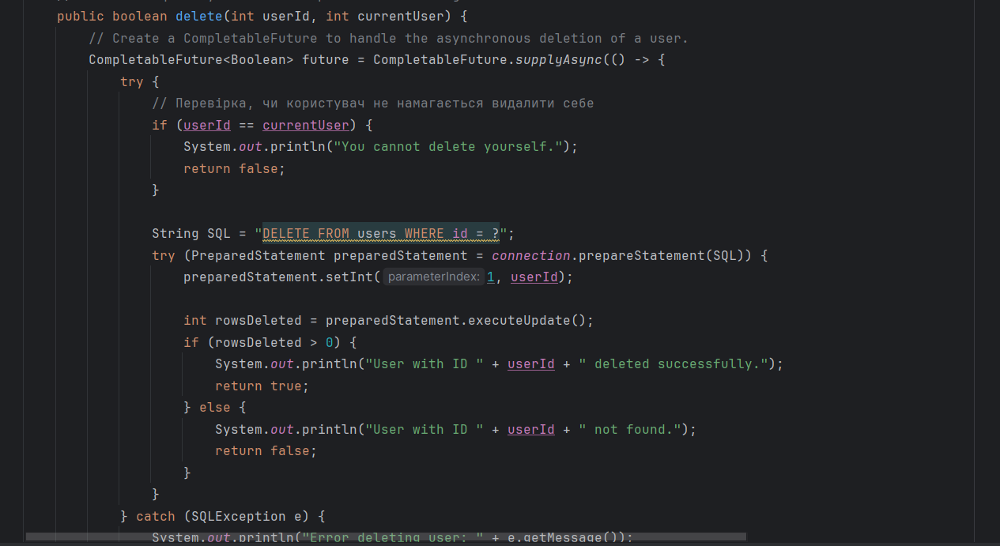 public boolean delete(int userId, int currentUser) {
// Create a CompletableFuture to handle the asynchronous deletion of a user.
CompletableFuture<Boolean> future = CompletableFuture.supplyAsync(() -> {
try {
// Перевірка, чи користувач не намагається видалити себе
if (userId == currentUser) {
System.out.println("You cannot delete yourself.");
return false;
}
String SQL = "DELETE FROM users WHERE id = ?";
try (PreparedStatement preparedStatement = connection.prepareStatement(SQL)) {
preparedStatement.setInt( parameterIndex: 1, userId);
int rowsDeleted = preparedStatement.executeUpdate();
if (rowsDeleted > 0) {
System.out.println("User with ID " + userId + " deleted successfully.");
return true;
} else {
System.out.println("User with ID " + userId + " not found.");
return false;
}
}
} catch (SQLException e) {
System.out.println("Error deleting user: " + e.getMessage());